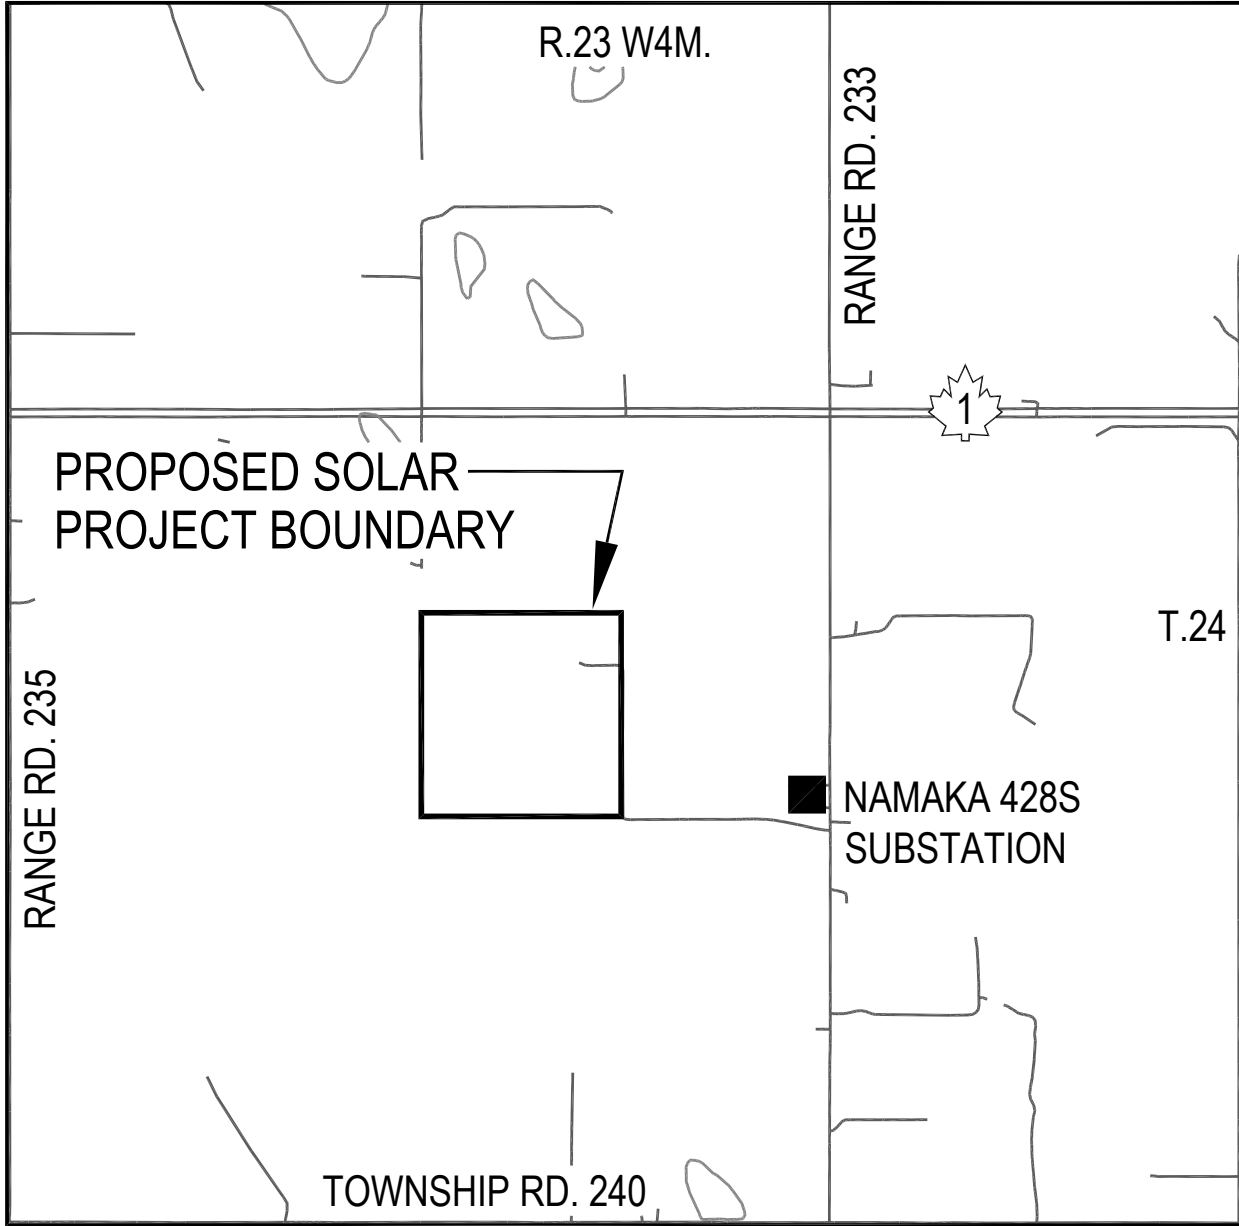 R.23 W4M.
RANGE RD. 233
1
PROPOSED SOLAR
PROJECT BOUNDARY
T.24
RANGE RD. 235
NAMAKA 428S
SUBSTATION
TOWNSHIP RD. 240